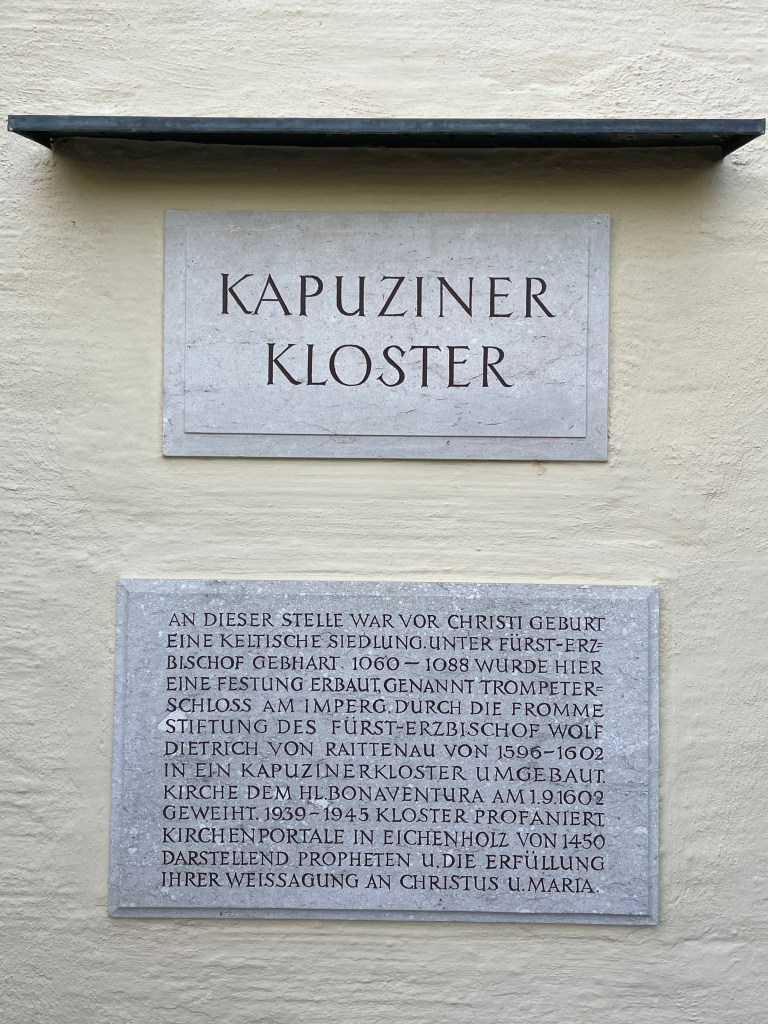 KAPUZINER
KLOSTER
AN DIESER STELLE WAR VOR CHRISTI GEBURT
EINE KELTISCHE SIEDLUNG. UNTER FÜRST-ERZ=
BISCHOF GEBHART. 1060 – 1088 WURDE HIER
EINE FESTUNG ERBAUT, GENANNT TROMPETER=
SCHLOSS AM IMPERG. DURCH DIE FROMME
STIFTUNG DES FÜRST-ERZBISCHOF WOLF
DIETRICH VON RAITTENAU VON 1596–1602
IN EIN KAPUZINERKLOSTER UMGEBAUT.
KIRCHE DEM HL. BONAVENTURA AM 1.9.1602
GEWEIHT. 1939–1945 KLOSTER PROFANIERT
KIRCHENPORTALE IN EICHENHOLZ VON 1450
DARSTELLEND PROPHETEN U. DIE ERFÜLLUNG
IHRER WEISSAGUNG AN CHRISTUS U. MARIA.